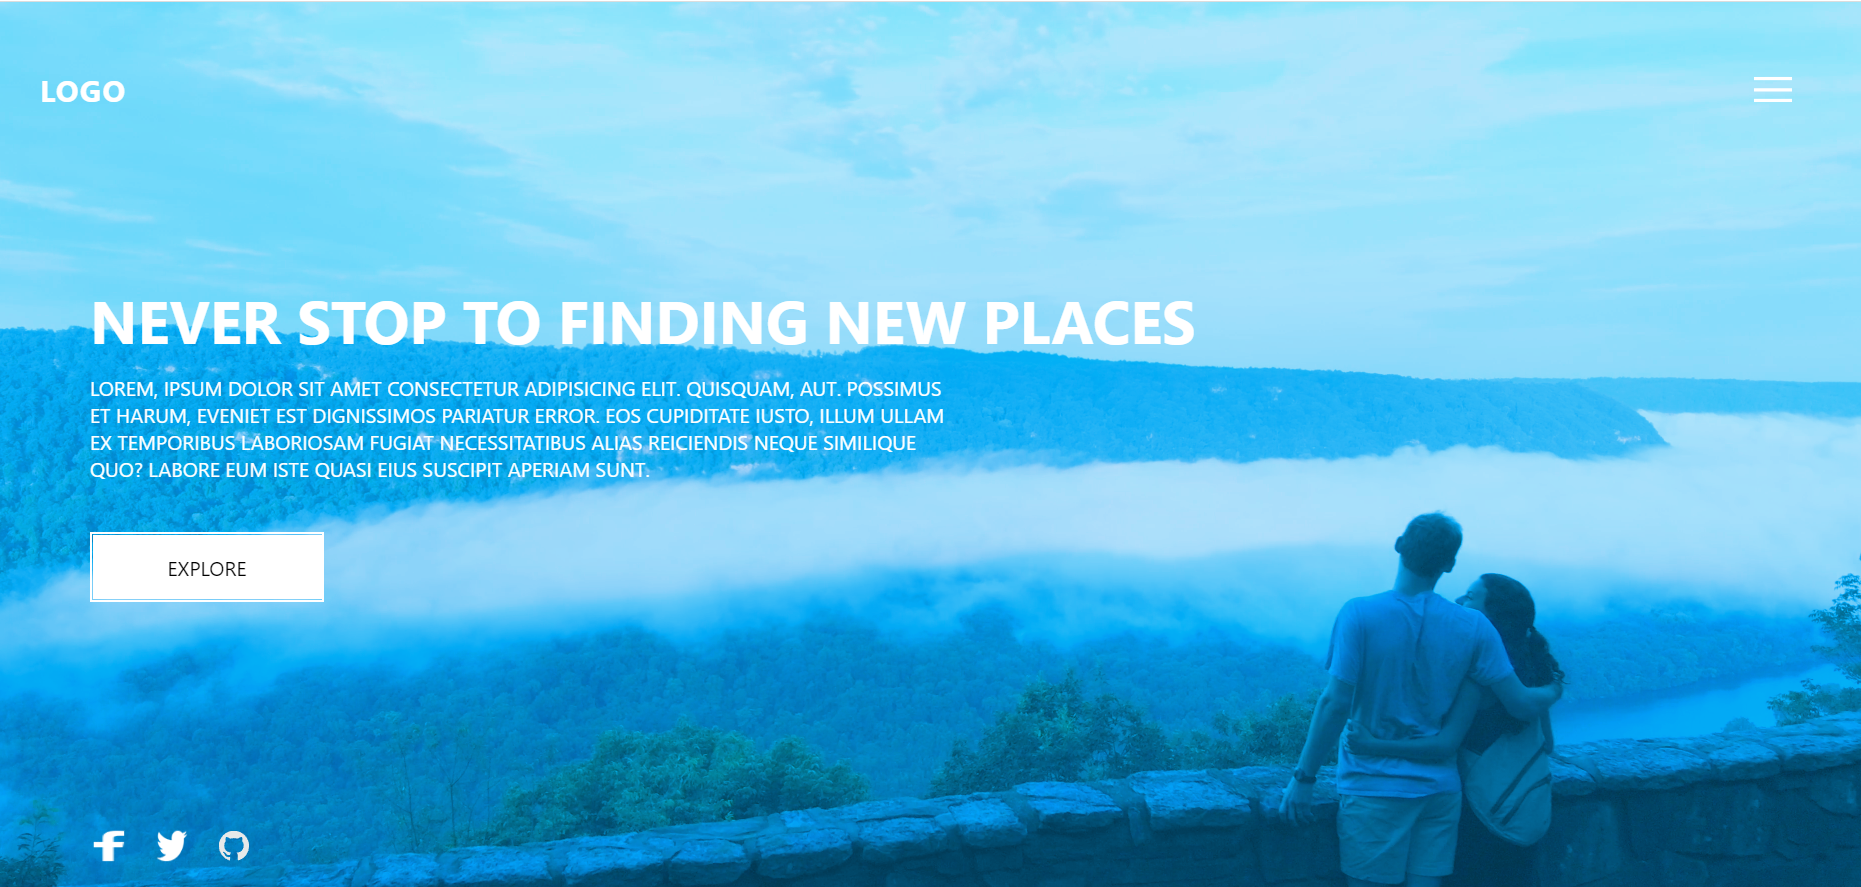 LOGO
NEVER STOP TO FINDING NEW PLACES
LOREM, IPSUM DOLOR SIT AMET CONSECTETUR ADIPISICING ELIT. QUISQUAM, AUT. POSSIMUS
ET HARUM, EVENIET EST DIGNISSIMOS PARIATUR ERROR. EOS CUPIDITATE IUSTO, ILLUM ULLAM
EX TEMPORIBUS LABORIOSAM FUGIAT NECESSITATIBUS ALIAS REICIENDIS NEQUE SIMILIQUE
QUO? LABORE EUM ISTE QUASI EIUS SUSCIPIT APERIAM SUNT.
EXPLORE